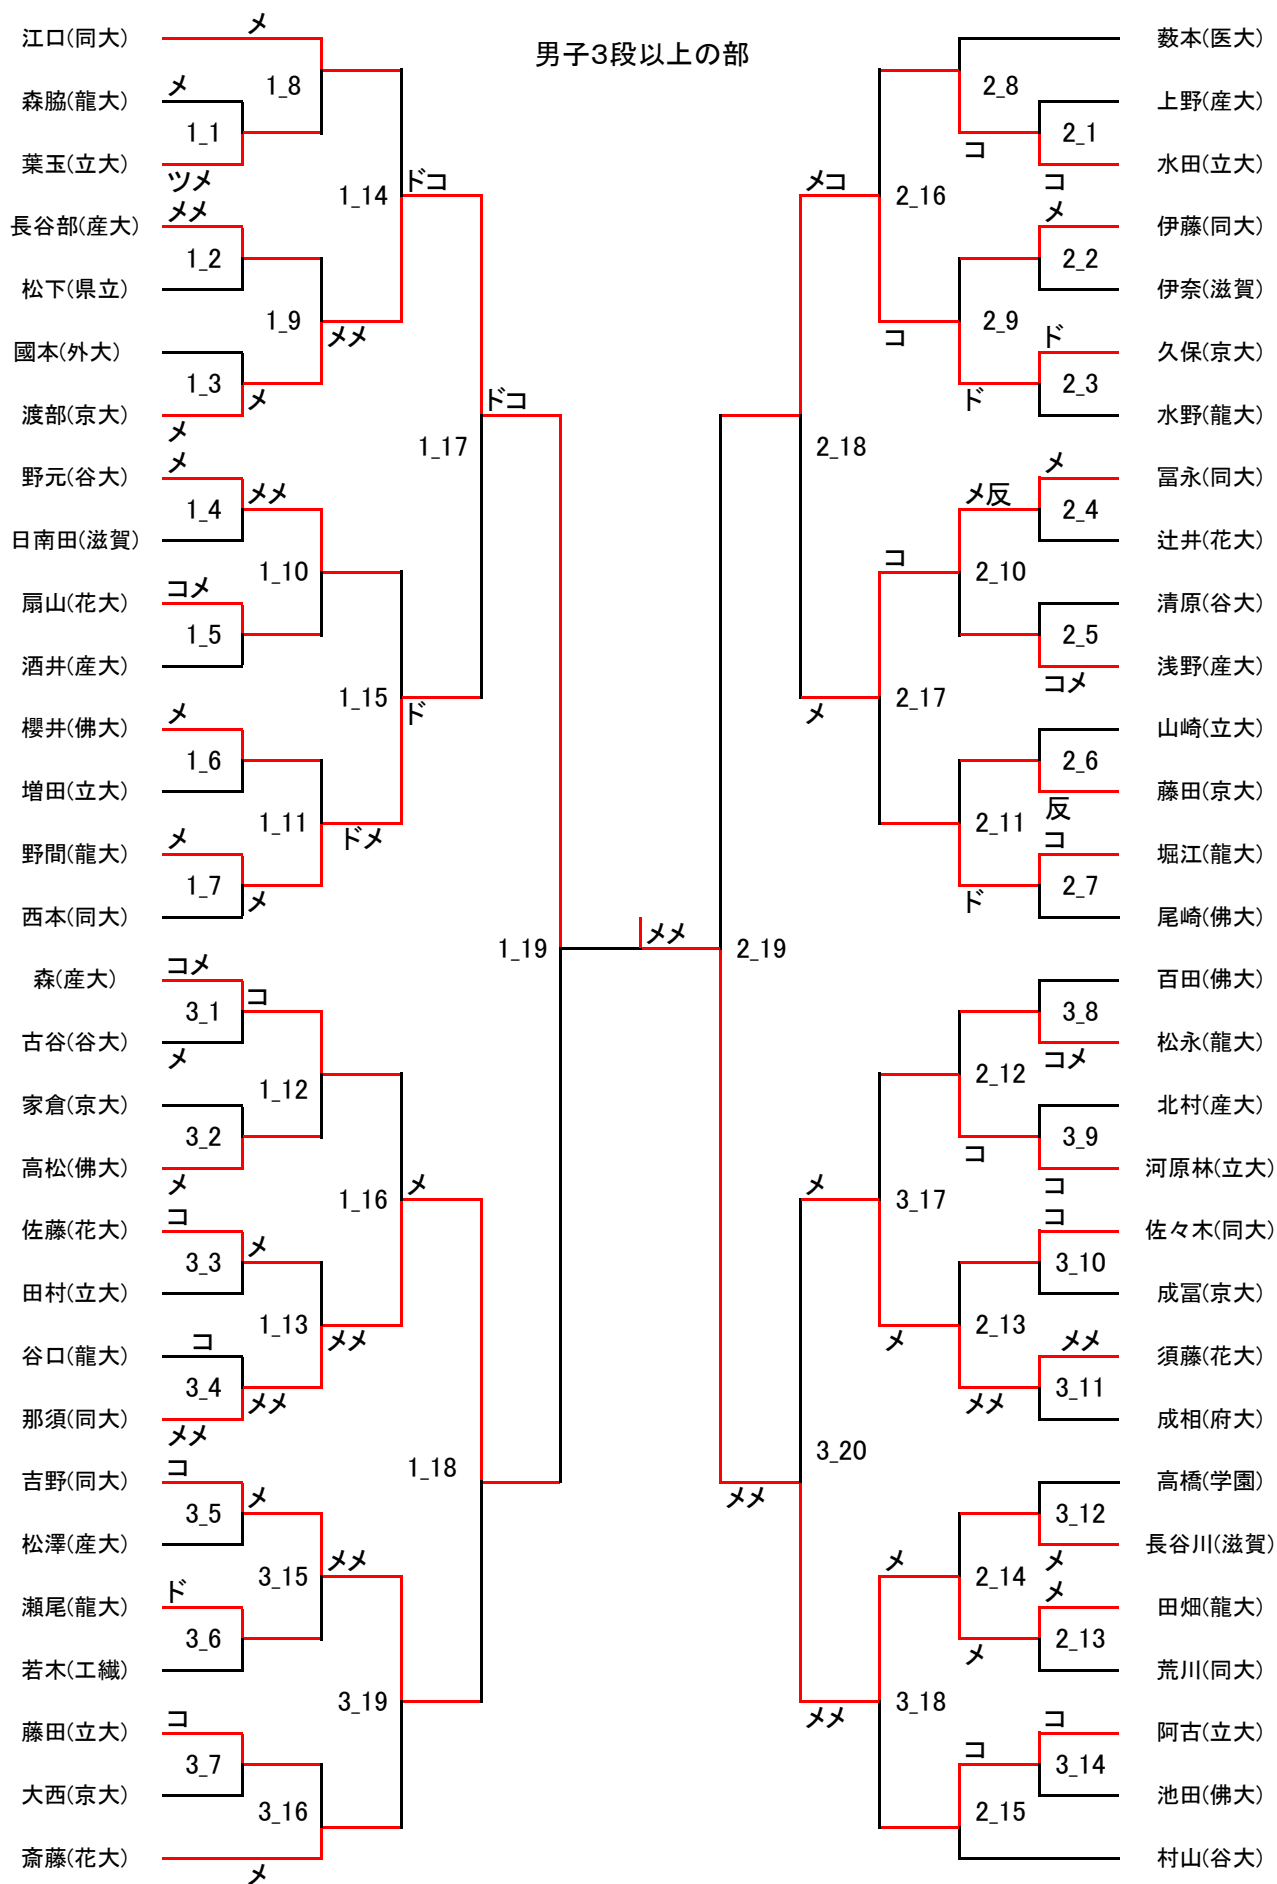 男子3段以上の部
江口(同大)
メ
1_8
森脇(龍大)
メ
1_1
葉玉(立大)
ツメ
1_14
ドコ
長谷部(産大)
メメ
1_2
松下(県立)
1_9
メメ
國本(外大)
1_3
メ
渡部(京大)
メ
ドコ
1_17
野元(谷大)
メ
1_4
メメ
日南田(滋賀)
1_10
扇山(花大)
コメ
1_5
酒井(産大)
1_15
ド
櫻井(佛大)
メ
1_6
増田(立大)
1_11
ドメ
野間(龍大)
メ
1_7
メ
西本(同大)
1_19
メメ
2_19
森(産大)
コメ
3_1
コ
古谷(谷大)
メ
1_12
家倉(京大)
3_2
高松(佛大)
メ
1_16
メ
佐藤(花大)
コ
3_3
メ
田村(立大)
1_13
メメ
谷口(龍大)
コ
3_4
メメ
那須(同大)
メメ
1_18
吉野(同大)
コ
3_5
メ
松澤(産大)
3_15
メメ
瀬尾(龍大)
ド
3_6
若木(工繊)
3_19
藤田(立大)
コ
3_7
大西(京大)
3_16
斎藤(花大)
メ
薮本(医大)
2_8
コ
上野(産大)
2_1
水田(立大)
コ
メコ
2_16
伊藤(同大)
メ
2_2
伊奈(滋賀)
コ
2_9
久保(京大)
ド
2_3
ド
水野(龍大)
2_18
冨永(同大)
メ
2_4
メ反
辻井(花大)
コ
2_10
清原(谷大)
2_5
浅野(産大)
コメ
メ
2_17
山崎(立大)
2_6
藤田(京大)
反
2_11
堀江(龍大)
コ
2_7
ド
尾崎(佛大)
百田(佛大)
3_8
松永(龍大)
コメ
2_12
北村(産大)
3_9
コ
河原林(立大)
コ
メ
3_17
佐々木(同大)
コ
3_10
成冨(京大)
メ
2_13
須藤(花大)
メメ
3_11
メメ
成相(府大)
3_20
メメ
高橋(学園)
3_12
長谷川(滋賀)
メ
メ
2_14
田畑(龍大)
メ
2_13
メ
荒川(同大)
メメ
3_18
阿古(立大)
コ
3_14
コ
池田(佛大)
2_15
村山(谷大)